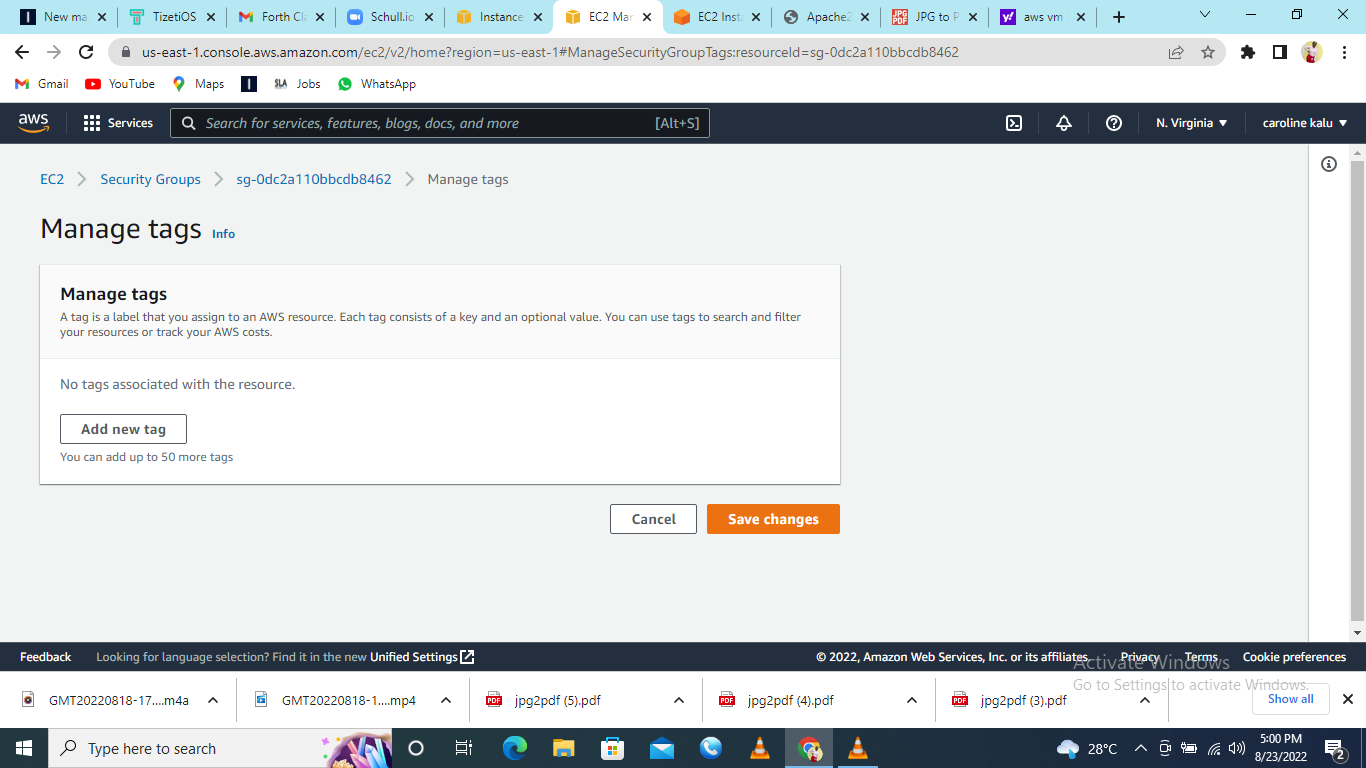 New ma
TizetiOS
Forth Cl
Schull.io
Instance
EC2 Mar
EC2 Inst
Apache2
JPG to P
aws vm
us-east-1.console.aws.amazon.com/ec2/v2/home?region=us-east-1#ManageSecurityGroupTags:resourceId=sg-0dc2a110bbcdb8462
Gmail
YouTube
Maps
SLA Jobs
WhatsApp
aws
Services
Search for services, features, blogs, docs, and more
[Alt+S]
N. Virginia
caroline kalu
EC2
Security Groups
sg-0dc2a110bbcdb8462
Manage tags
Manage tags Info
Manage tags
A tag is a label that you assign to an AWS resource. Each tag consists of a key and an optional value. You can use tags to search and filter
your resources or track your AWS costs.
No tags associated with the resource.
Add new tag
You can add up to 50 more tags
Cancel
Save changes
Feedback
Looking for language selection? Find it in the new Unified Settings
© 2022, Amazon Web Services, Inc. or its affiliates.
Privacy
Terms
Cookie preferences
Activate Windows
Go to Settings to activate Windows.
GMT20220818-17....m4a
GMT20220818-1....mp4
PDF
jpg2pdf (5).pdf
PDF
jpg2pdf (4).pdf
PDF
jpg2pdf (3).pdf
Show all
Type here to search
28°C
5:00 PM
8/23/2022
2